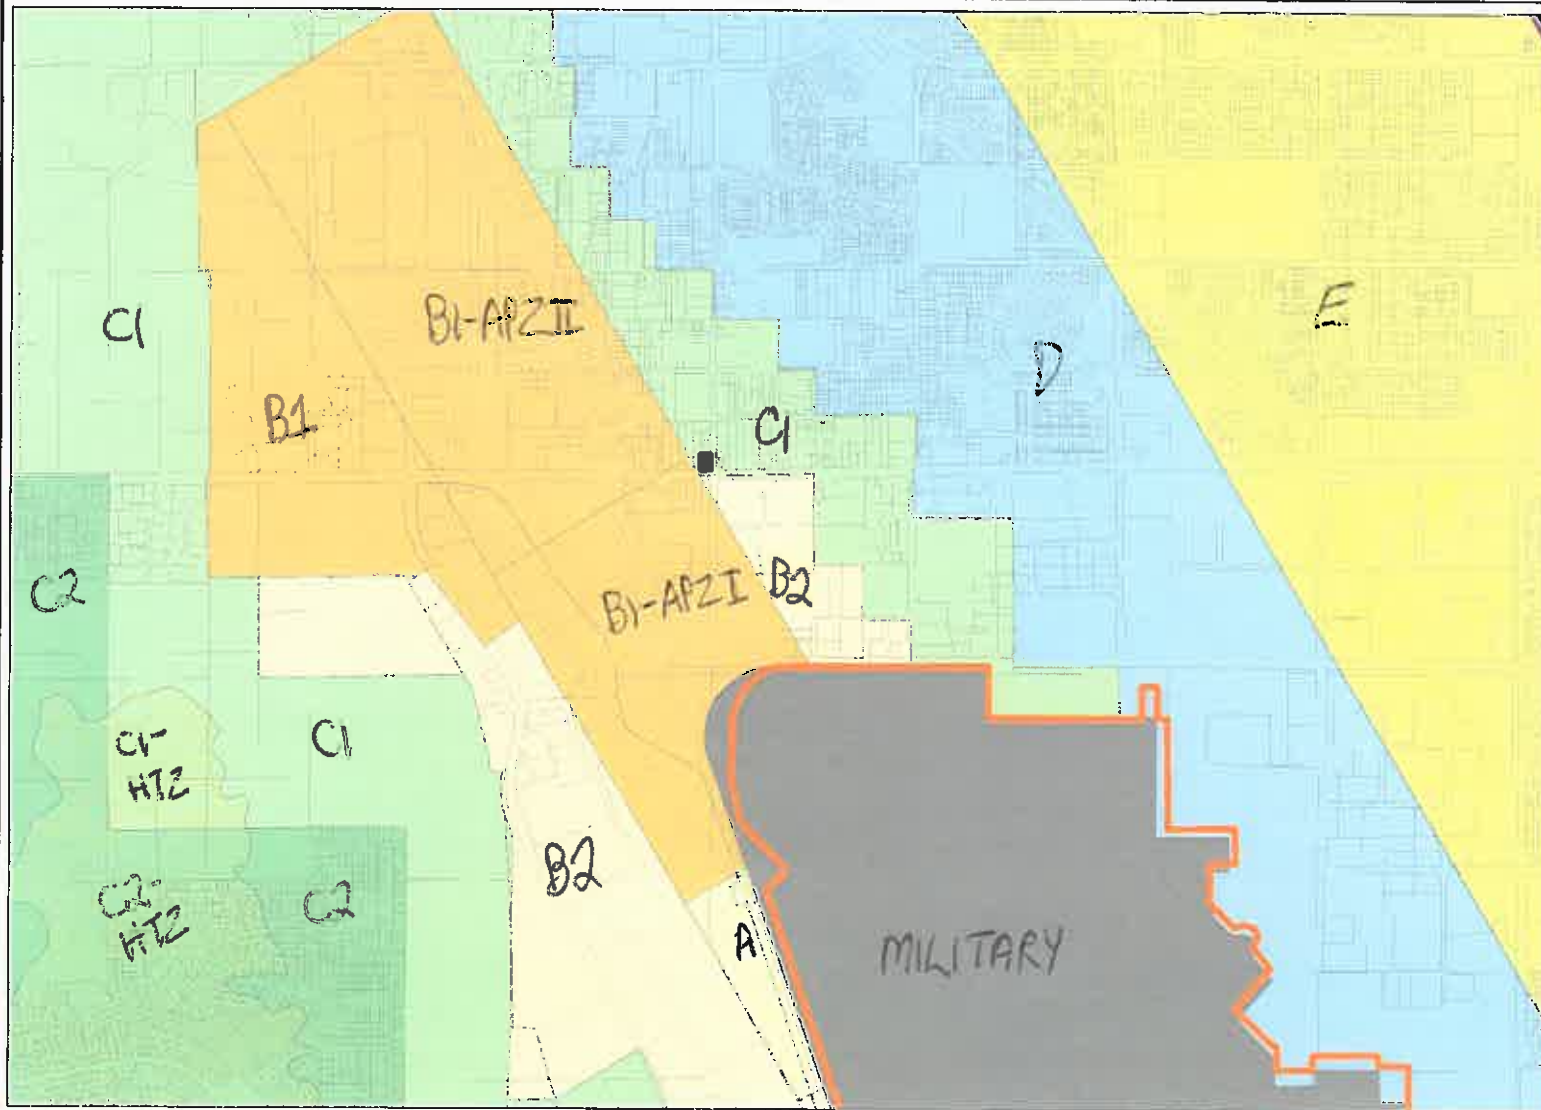 B1-APZ II
E
C1
D
B1
C1
C2
B1-APZ I
B2
C1-
HTZ
C1
B2
C2-
HTZ
C2
A
MILITARY